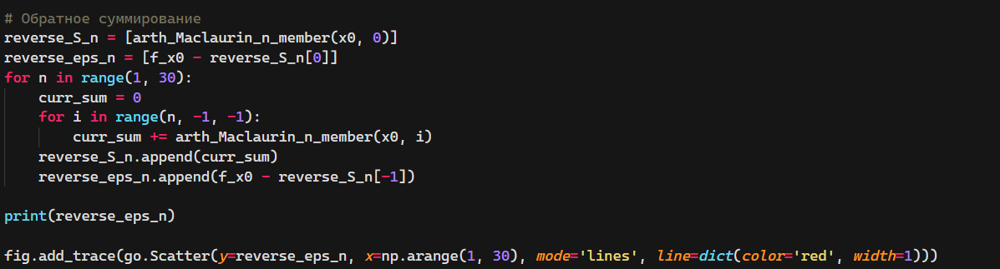 # Обратное суммирование
reverse_S_n = [arth_Maclaurin_n_member(x0, 0)]
reverse_eps_n = [f_x0 - reverse_S_n[0]]
for n in range(1, 30):
    curr_sum = 0
    for i in range(n, -1, -1):
        curr_sum += arth_Maclaurin_n_member(x0, i)
    reverse_S_n.append(curr_sum)
    reverse_eps_n.append(f_x0 - reverse_S_n[-1])

print(reverse_eps_n)

fig.add_trace(go.Scatter(y=reverse_eps_n, x=np.arange(1, 30), mode='lines', line=dict(color='red', width=1)))